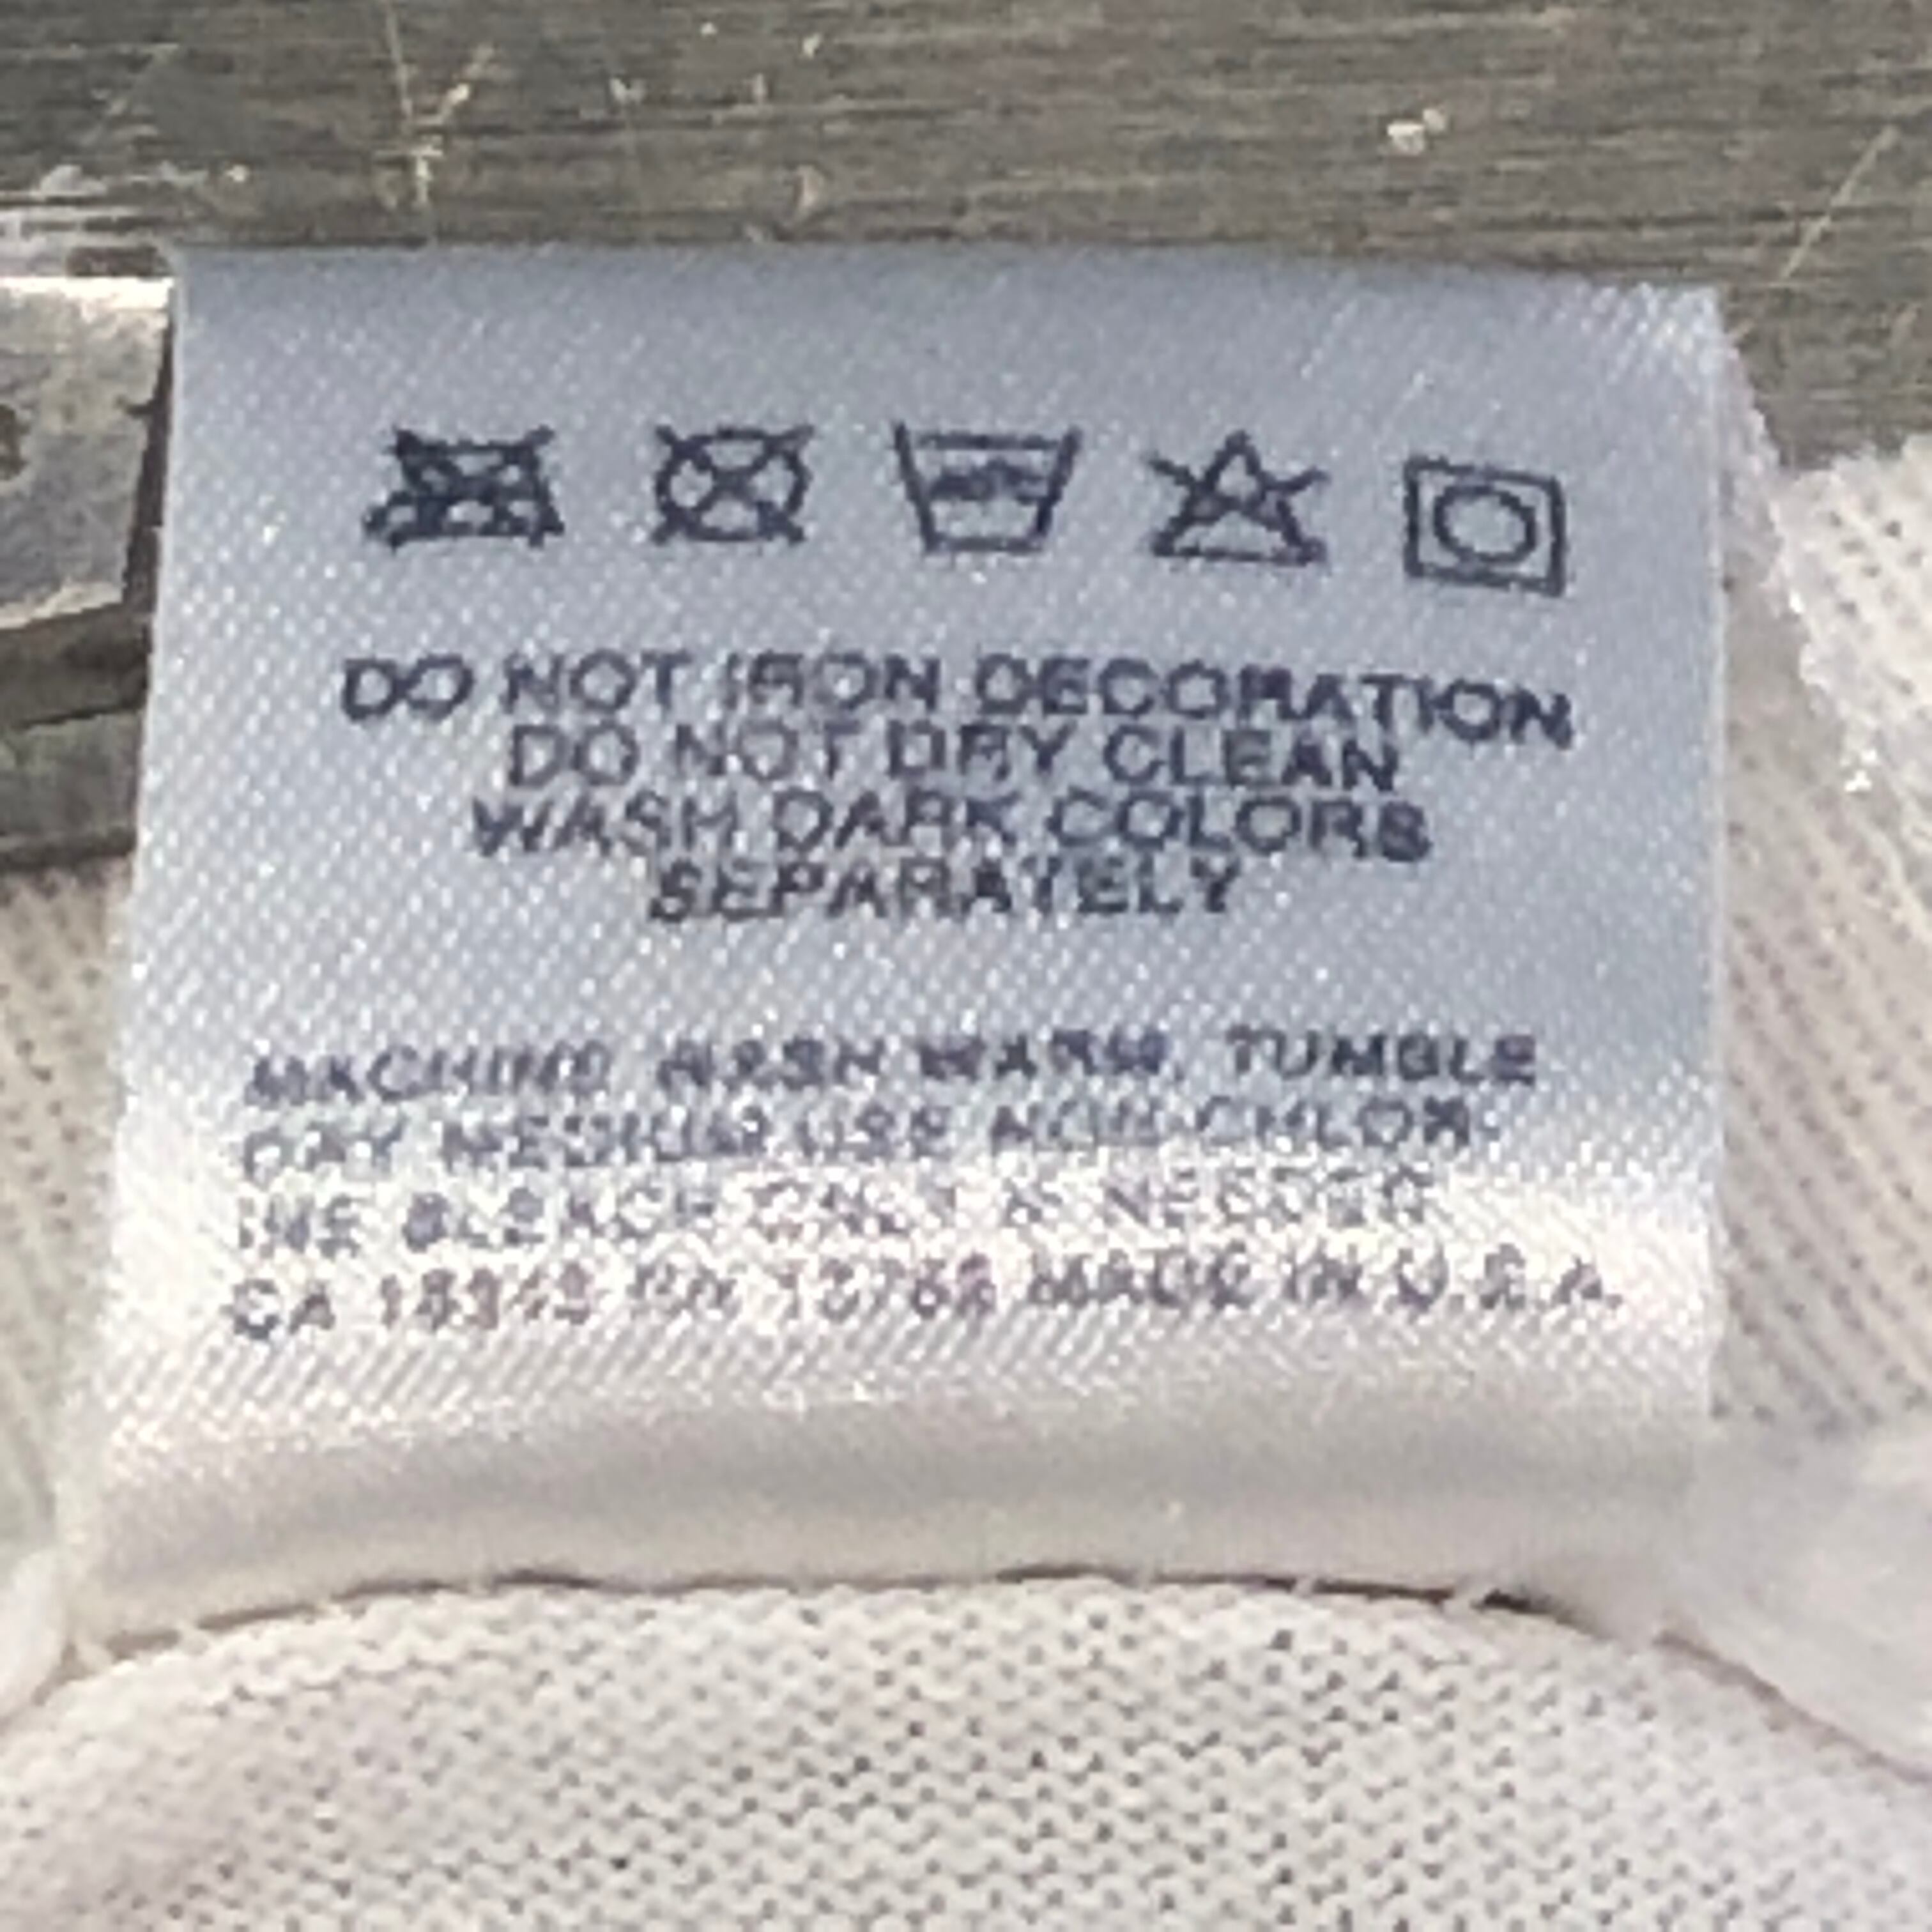 DO NOT IRON DECORATION
DO NOT DRY CLEAN
WASH DARK COLORS
SEPARATELY
MACHINE WASH WARM, TUMBLE
DRY MEDIUM USE NON-CHLOR-
INE BLEACH ONLY IF NEEDED
CA MADE IN U.S.A.